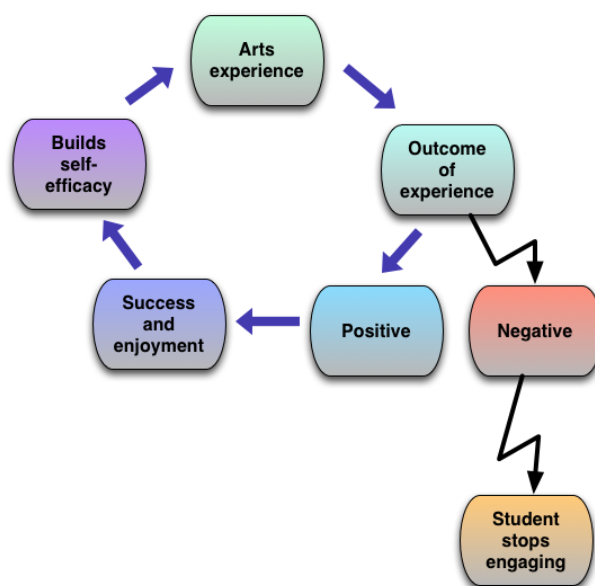 Arts
experience
Outcome
of
experience
Positive
Success
and
enjoyment
Builds
self-
efficacy
Negative
Student
stops
engaging